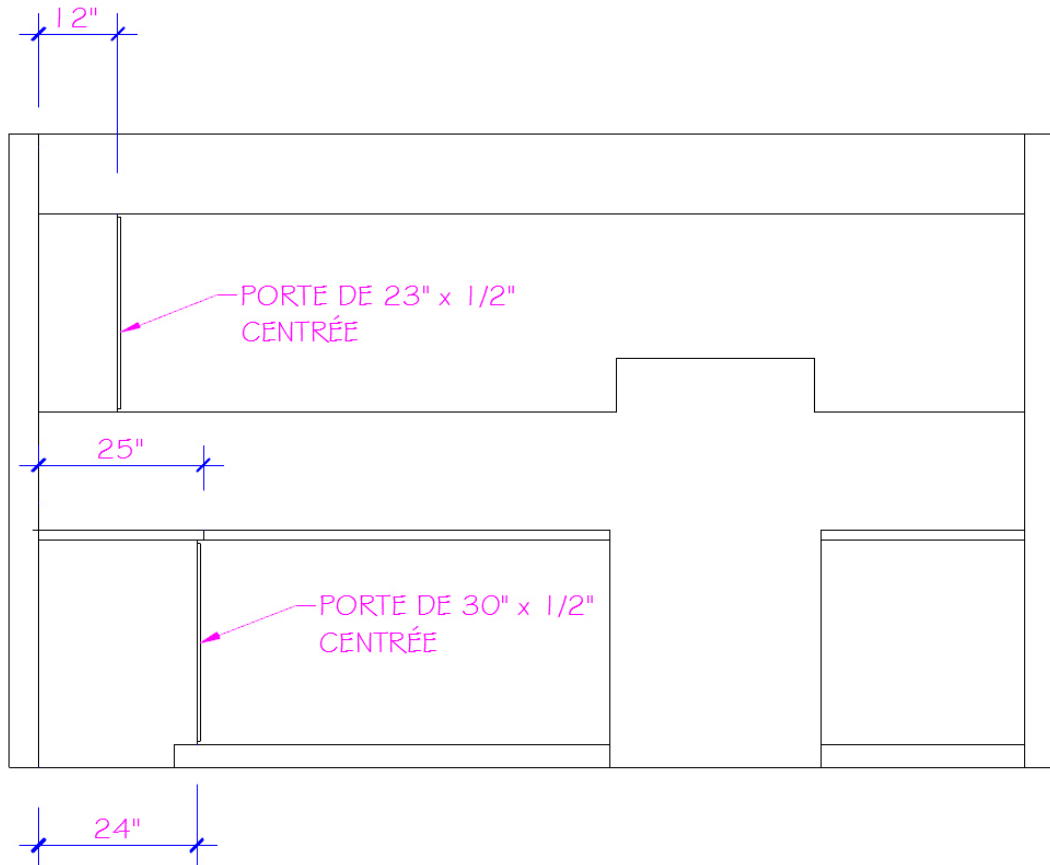 12"
PORTE DE 23" x 1/2"
CENTRÉE
25"
PORTE DE 30" x 1/2"
CENTRÉE
24"